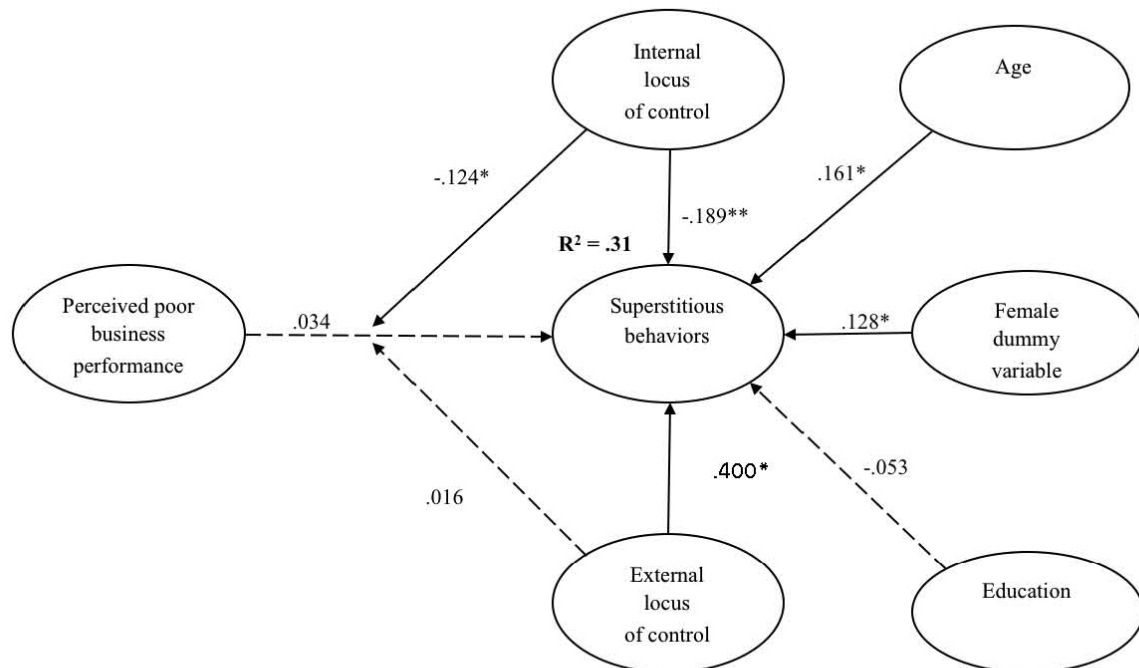 Internal
locus
of control
Age
-.124*
.161*
-.189**
R² = .31
Perceived poor
business
performance
.034
Superstitious
behaviors
.128*
Female
dummy
variable
.016
.400*
-.053
External
locus
of control
Education